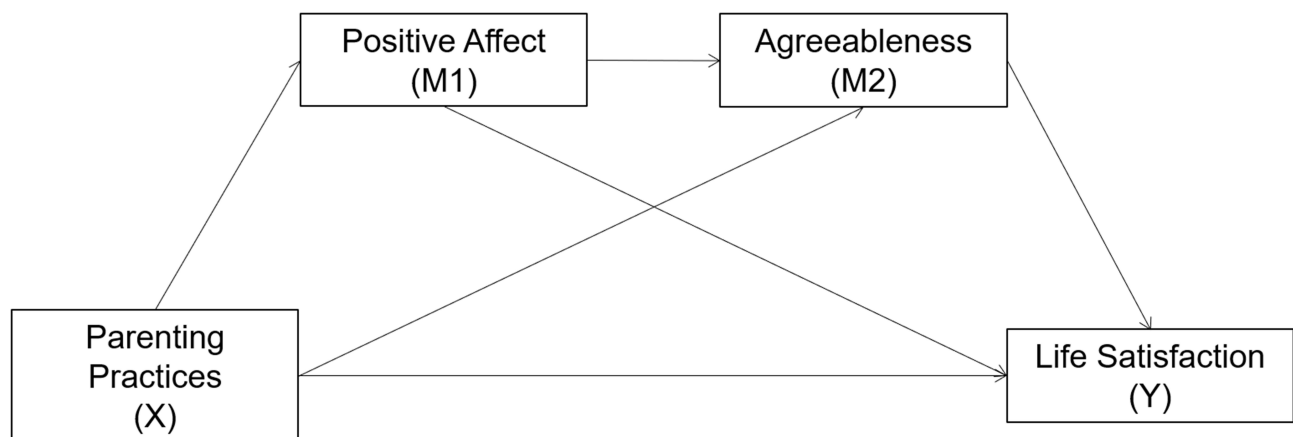 Positive Affect
(M1)
Agreeableness
(M2)
Parenting
Practices
(X)
Life Satisfaction
(Y)